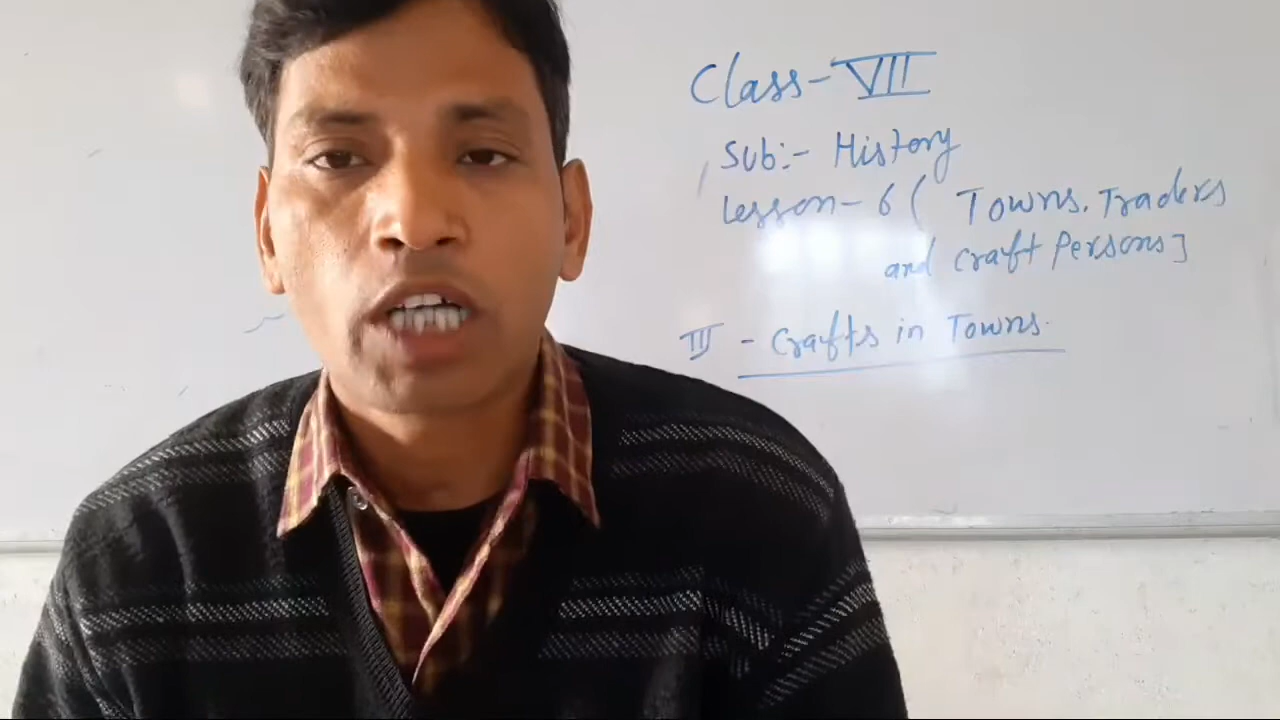 Class-VII
Sub:- History
Lesson-6 ( Towns, Traders
and Craft Persons]
III - Crafts in Towns.